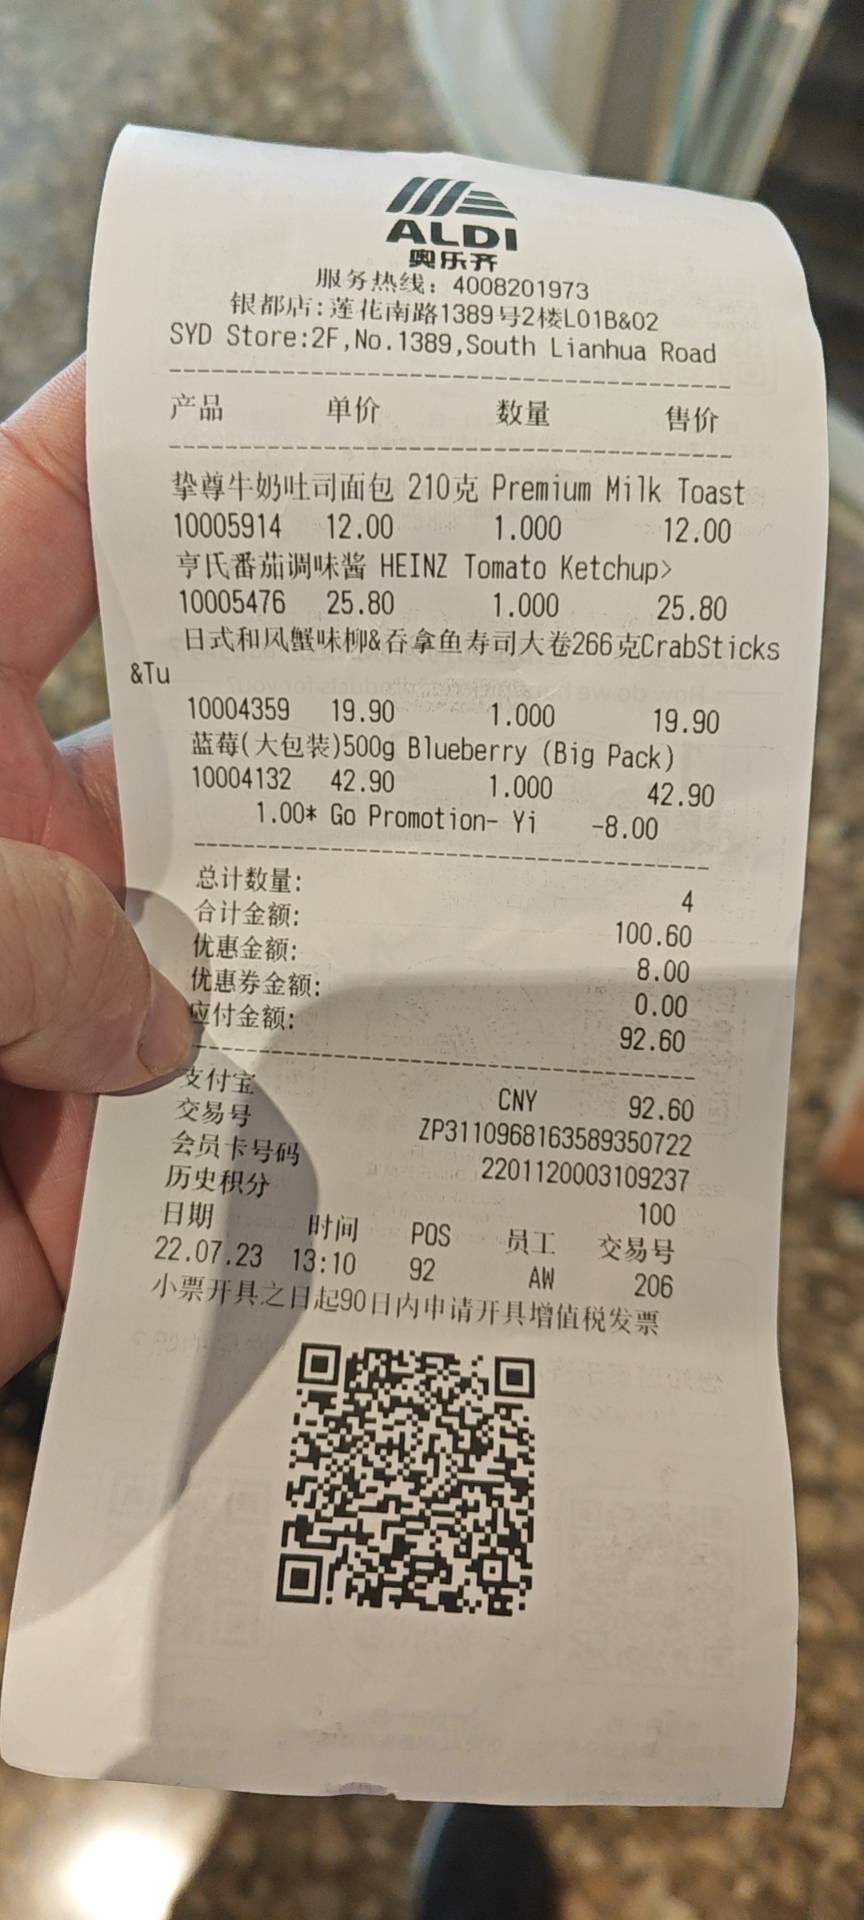 ALDI
奥乐齐
服务热线: 4008201973
银都店:莲花南路1389号2楼L01B&02
SYD Store:2F,No.1389,South Lianhua Road
产品 单价 数量 售价
挚尊牛奶吐司面包 210克 Premium Milk Toast
10005914 12.00 1.000 12.00
亨氏番茄调味酱 HEINZ Tomato Ketchup>
10005476 25.80 1.000 25.80
日式和风蟹味柳&吞拿鱼寿司大卷266克CrabSticks
&Tu
10004359 19.90 1.000 19.90
蓝莓(大包装)500g Blueberry (Big Pack)
10004132 42.90 1.000 42.90
1.00* Go Promotion- Yi -8.00
总计数量: 4
合计金额: 100.60
优惠金额: 8.00
优惠券金额: 0.00
应付金额: 92.60
支付宝 CNY 92.60
交易号 ZP3110968163589350722
会员卡号码 2201120003109237
历史积分 100
日期 时间 POS 员工 交易号
22.07.23 13:10 92 AW 206
小票开具之日起90日内申请开具增值税发票